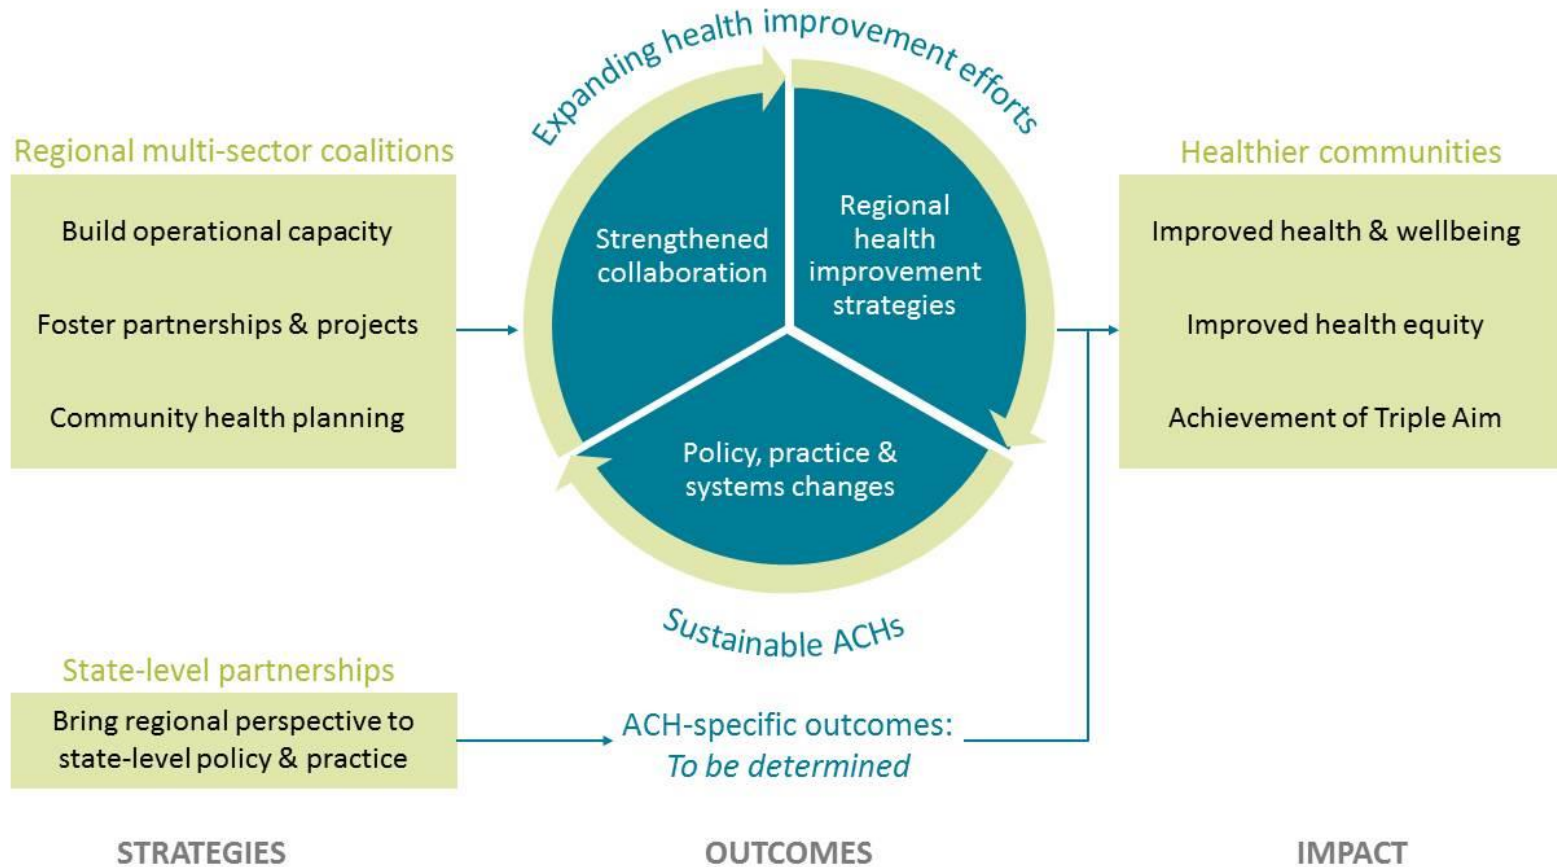 Expanding health improvement efforts
Regional multi-sector coalitions
Build operational capacity
Foster partnerships & projects
Community health planning
Strengthened
collaboration
Regional
health
improvement
strategies
Policy, practice &
systems changes
Sustainable ACHs
Healthier communities
Improved health & wellbeing
Improved health equity
Achievement of Triple Aim
State-level partnerships
Bring regional perspective to
state-level policy & practice
ACH-specific outcomes:
To be determined
STRATEGIES
OUTCOMES
IMPACT